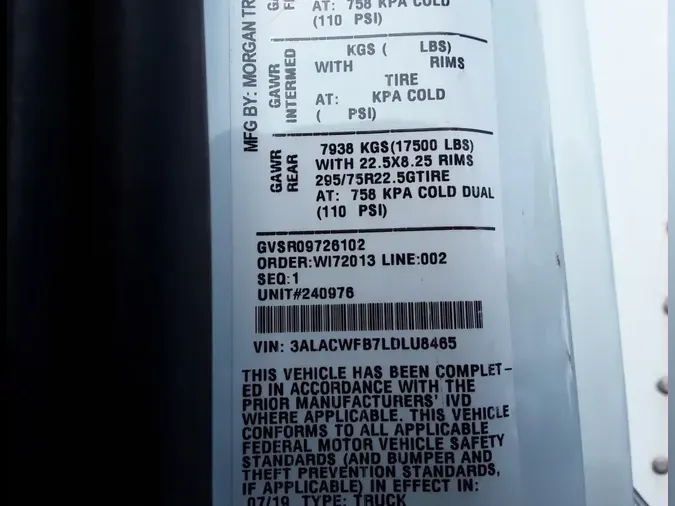 MFG BY: MORGAN TR
GAWR
AT: 758 KPA COLD
(110 PSI)
GAWR
INTERMED
KGS ( LBS)
WITH RIMS
TIRE
AT: KPA COLD
( PSI)
GAWR
REAR
7938 KGS(17500 LBS)
WITH 22.5X8.25 RIMS
295/75R22.5GTIRE
AT: 758 KPA COLD DUAL
(110 PSI)
GVSR09726102
ORDER:WI72013 LINE:002
SEQ:1
UNIT#240976
VIN: 3ALACWFB7LDLU8465
THIS VEHICLE HAS BEEN COMPLET-
ED IN ACCORDANCE WITH THE
PRIOR MANUFACTURERS' IVD
WHERE APPLICABLE. THIS VEHICLE
CONFORMS TO ALL APPLICABLE
FEDERAL MOTOR VEHICLE SAFETY
STANDARDS (AND BUMPER AND
THEFT PREVENTION STANDARDS,
IF APPLICABLE) IN EFFECT IN:
07/19 TYPE: TRUCK